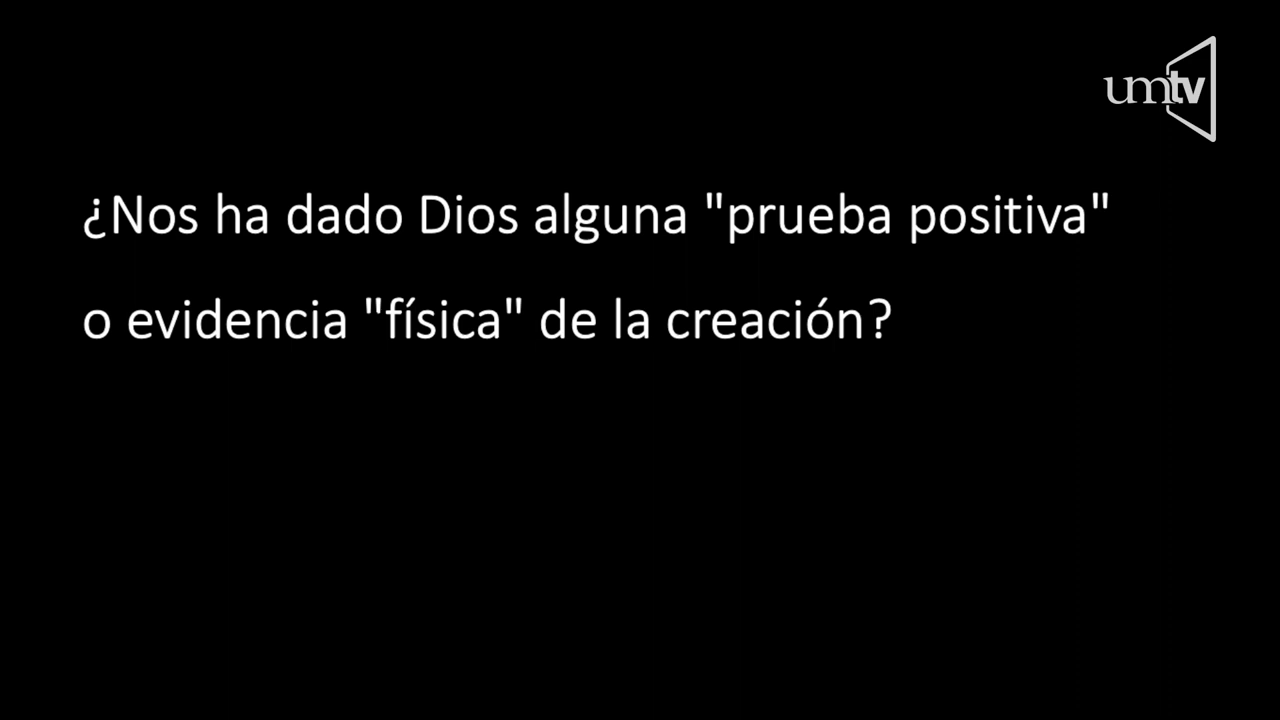 umtv
¿Nos ha dado Dios alguna "prueba positiva"
o evidencia "física" de la creación?